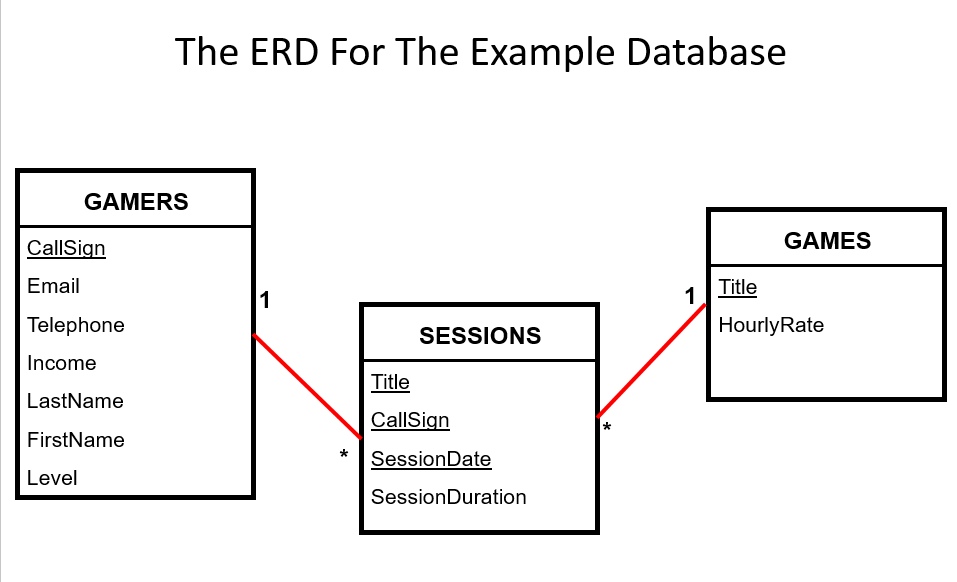 The ERD For The Example Database
GAMERS
CallSign
Email
Telephone
Income
LastName
FirstName
Level
1
*
SESSIONS
Title
CallSign
SessionDate
SessionDuration
1
*
GAMES
Title
HourlyRate